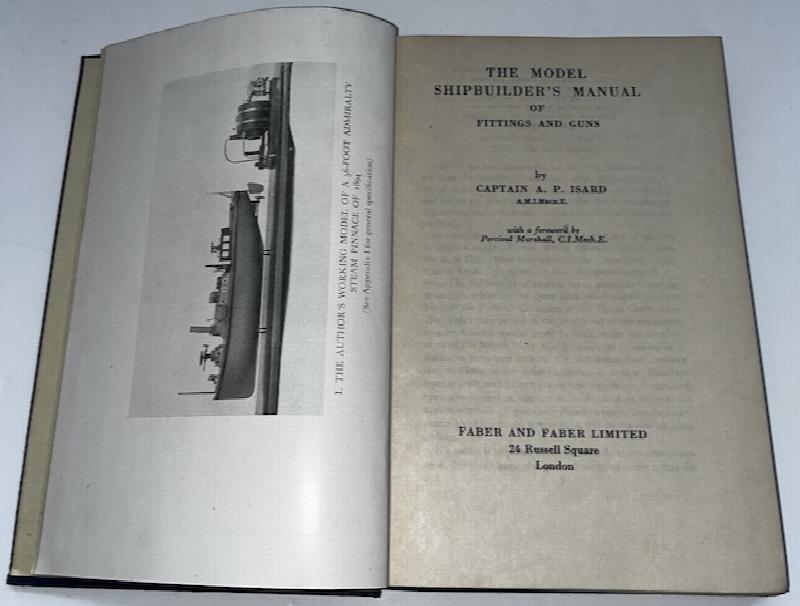 1. THE AUTHOR'S WORKING MODEL OF A 56-FOOT ADMIRALTY
STEAM PINNACE OF 1894
(See Appendix I for general specification)
THE MODEL
SHIPBUILDER'S MANUAL
OF
FITTINGS AND GUNS
by
CAPTAIN A. P. ISARD
A.M.I.MECH.E.
with a foreword by
Percival Marshall, C.I.Mech.E.
FABER AND FABER LIMITED
24 Russell Square
London